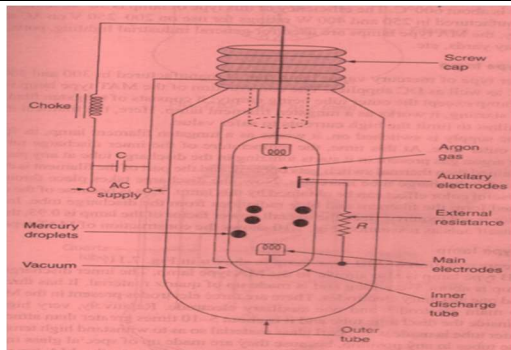 Screw
cap
Choke
C
AC
supply
Argon
gas
Auxilary
electrodes
External
resistance
R
Mercury
droplets
Main
electrodes
Vacuum
Inner
discharge
tube
Outer
tube